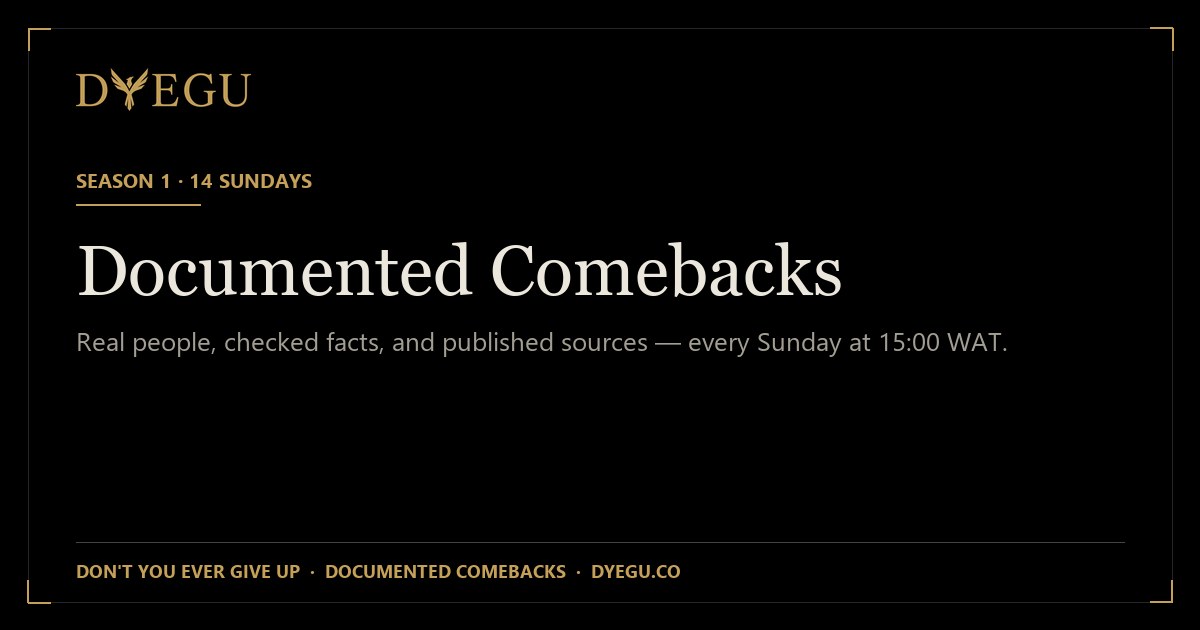 DYEGU
SEASON 1 · 14 SUNDAYS
Documented Comebacks
Real people, checked facts, and published sources — every Sunday at 15:00 WAT.
DON'T YOU EVER GIVE UP · DOCUMENTED COMEBACKS · DYEGU.CO